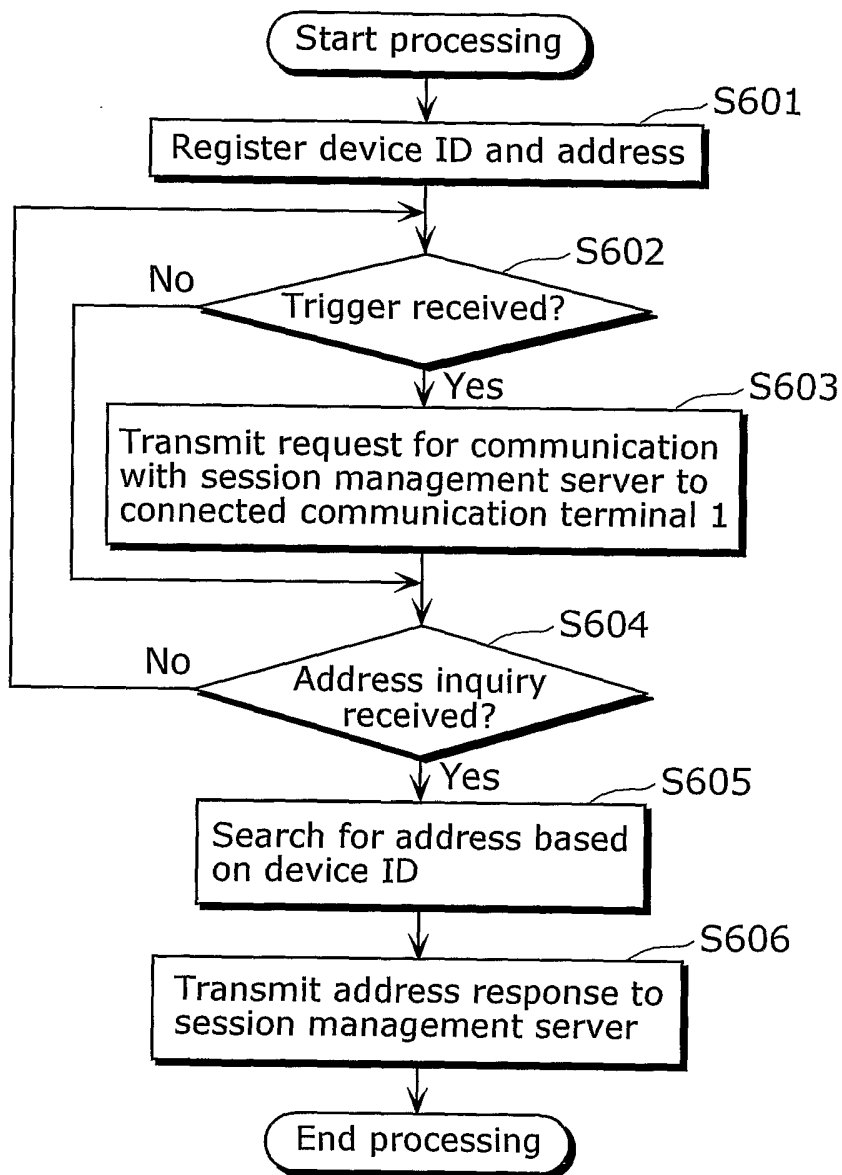 Start processing
S601
Register device ID and address
S602
No
Trigger received?
Yes
S603
Transmit request for communication
with session management server to
connected communication terminal 1
S604
No
Address inquiry
received?
Yes
S605
Search for address based
on device ID
S606
Transmit address response to
session management server
End processing